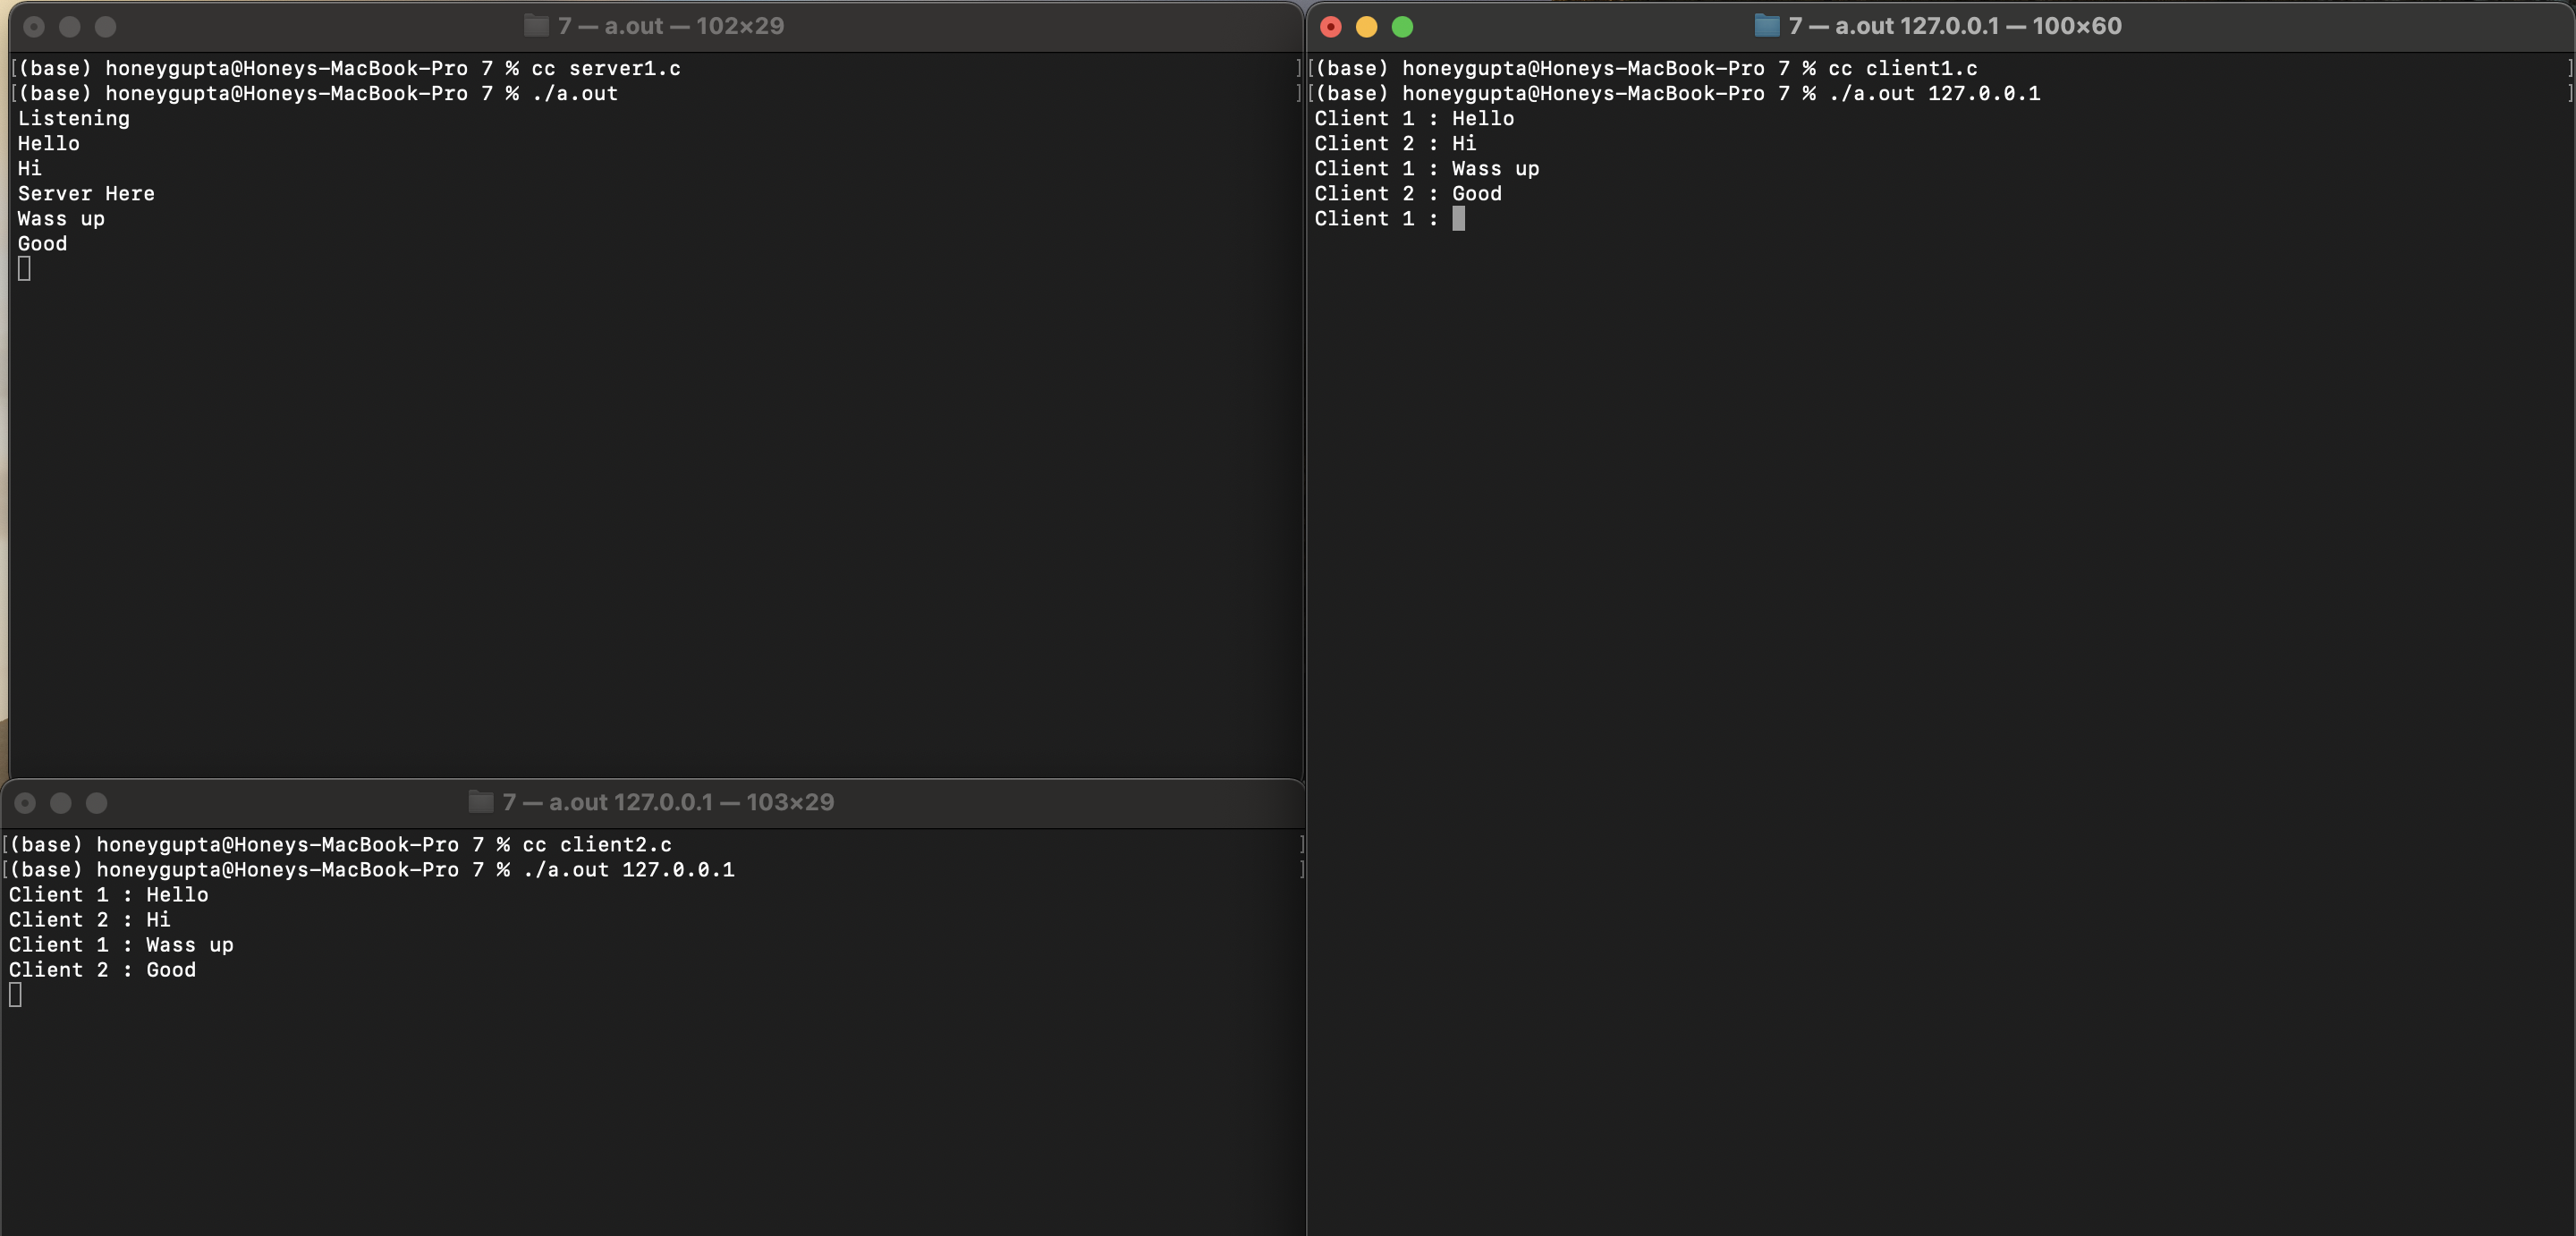 7 — a.out — 102×29
[(base) honeygupta@Honeys-MacBook-Pro 7 % cc server1.c ]
[(base) honeygupta@Honeys-MacBook-Pro 7 % ./a.out ]
Listening
Hello
Hi
Server Here
Wass up
Good
7 — a.out 127.0.0.1 — 100×60
[(base) honeygupta@Honeys-MacBook-Pro 7 % cc client1.c ]
[(base) honeygupta@Honeys-MacBook-Pro 7 % ./a.out 127.0.0.1 ]
Client 1 : Hello
Client 2 : Hi
Client 1 : Wass up
Client 2 : Good
Client 1 :
7 — a.out 127.0.0.1 — 103×29
[(base) honeygupta@Honeys-MacBook-Pro 7 % cc client2.c ]
[(base) honeygupta@Honeys-MacBook-Pro 7 % ./a.out 127.0.0.1 ]
Client 1 : Hello
Client 2 : Hi
Client 1 : Wass up
Client 2 : Good